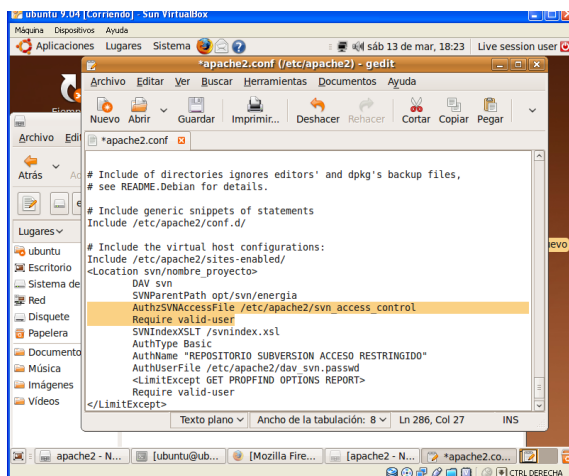 ubuntu 9.04 [Corriendo] - Sun VirtualBox
Máquina Dispositivos Ayuda
Aplicaciones Lugares Sistema sáb 13 de mar, 18:23 Live session user
*apache2.conf (/etc/apache2) - gedit
Archivo Editar Ver Buscar Herramientas Documentos Ayuda
Nuevo Abrir Guardar Imprimir... Deshacer Rehacer Cortar Copiar Pegar
*apache2.conf
Archivo Edit
Atrás
Lugares
ubuntu
Escritorio
Sistema de
Red
Disquete
Papelera
Documento
Música
Imágenes
Vídeos
# Include of directories ignores editors' and dpkg's backup files,
# see README.Debian for details.
# Include generic snippets of statements
Include /etc/apache2/conf.d/
# Include the virtual host configurations:
Include /etc/apache2/sites-enabled/
<Location svn/nombre_proyecto>
DAV svn
SVNParentPath opt/svn/energia
AuthzSVNAccessFile /etc/apache2/svn_access_control
Require valid-user
SVNIndexXSLT /svnindex.xsl
AuthType Basic
AuthName "REPOSITORIO SUBVERSION ACCESO RESTRINGIDO"
AuthUserFile /etc/apache2/dav_svn.passwd
<LimitExcept GET PROPFIND OPTIONS REPORT>
Require valid-user
</LimitExcept>
Texto plano Ancho de la tabulación: 8 Ln 286, Col 27 INS
apache2 - N... [ubuntu@ub... [Mozilla Fire... [apache2 - N... *apache2.co...
CTRL DERECHA